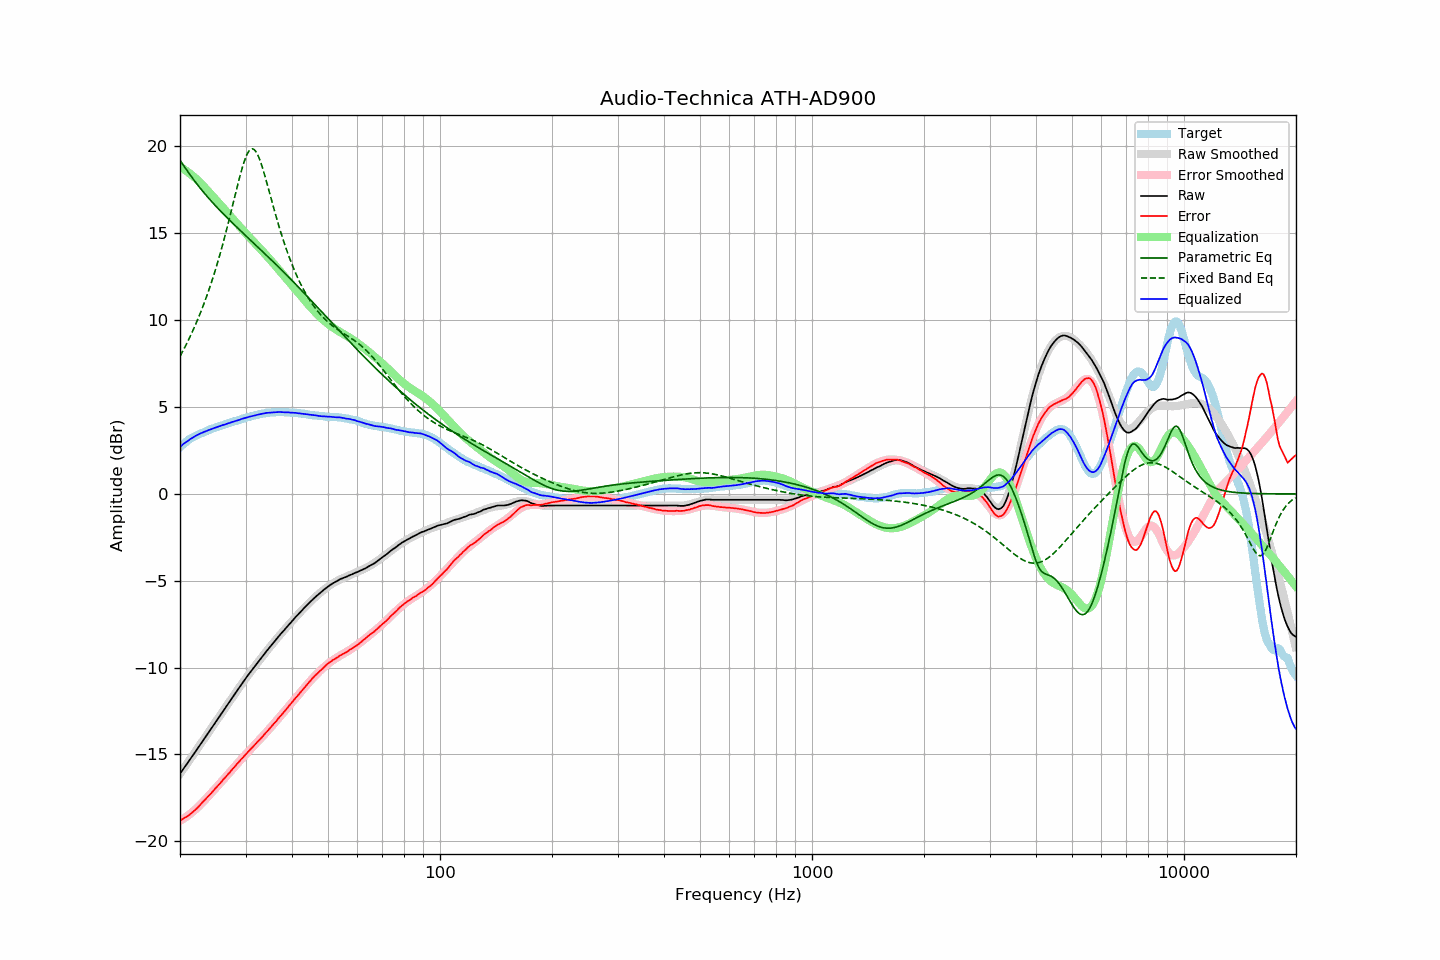 Audio-Technica ATH-AD900
Target
Raw Smoothed
Error Smoothed
Raw
Error
Equalization
Parametric Eq
Fixed Band Eq
Equalized
Amplitude (dBr)
20
15
10
5
0
−5
−10
−15
−20
100
1000
10000
Frequency (Hz)